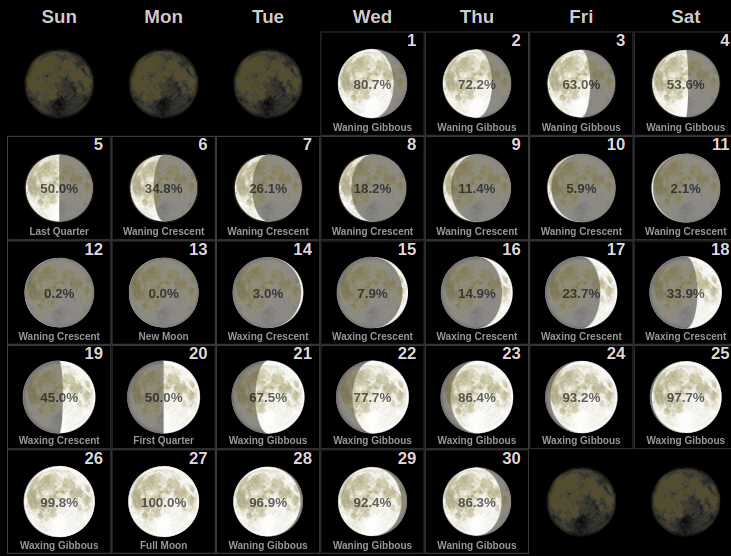 Sun Mon Tue Wed Thu Fri Sat
1 2 3 4
80.7% 72.2% 63.0% 53.6%
Waning Gibbous Waning Gibbous Waning Gibbous Waning Gibbous
5 6 7 8 9 10 11
50.0% 34.8% 26.1% 18.2% 11.4% 5.9% 2.1%
Last Quarter Waning Crescent Waning Crescent Waning Crescent Waning Crescent Waning Crescent Waning Crescent
12 13 14 15 16 17 18
0.2% 0.0% 3.0% 7.9% 14.9% 23.7% 33.9%
Waning Crescent New Moon Waxing Crescent Waxing Crescent Waxing Crescent Waxing Crescent Waxing Crescent
19 20 21 22 23 24 25
45.0% 50.0% 67.5% 77.7% 86.4% 93.2% 97.7%
Waxing Crescent First Quarter Waxing Gibbous Waxing Gibbous Waxing Gibbous Waxing Gibbous Waxing Gibbous
26 27 28 29 30
99.8% 100.0% 96.9% 92.4% 86.3%
Waxing Gibbous Full Moon Waning Gibbous Waning Gibbous Waning Gibbous